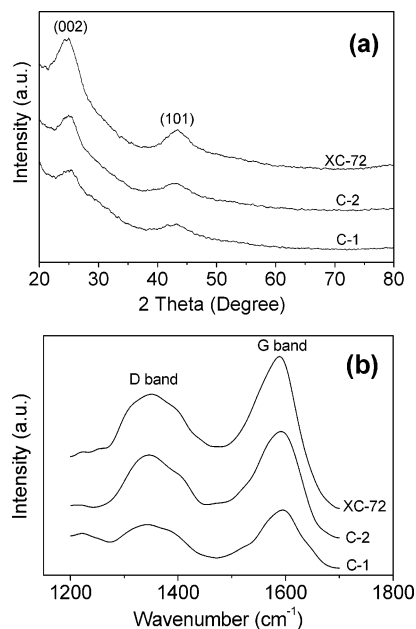 (002)
(a)
(101)
XC-72
C-2
C-1
Intensity (a.u.)
20 30 40 50 60 70 80
2 Theta (Degree)
G band
(b)
D band
XC-72
C-2
C-1
Intensity (a.u.)
1200 1400 1600 1800
Wavenumber (cm⁻¹)